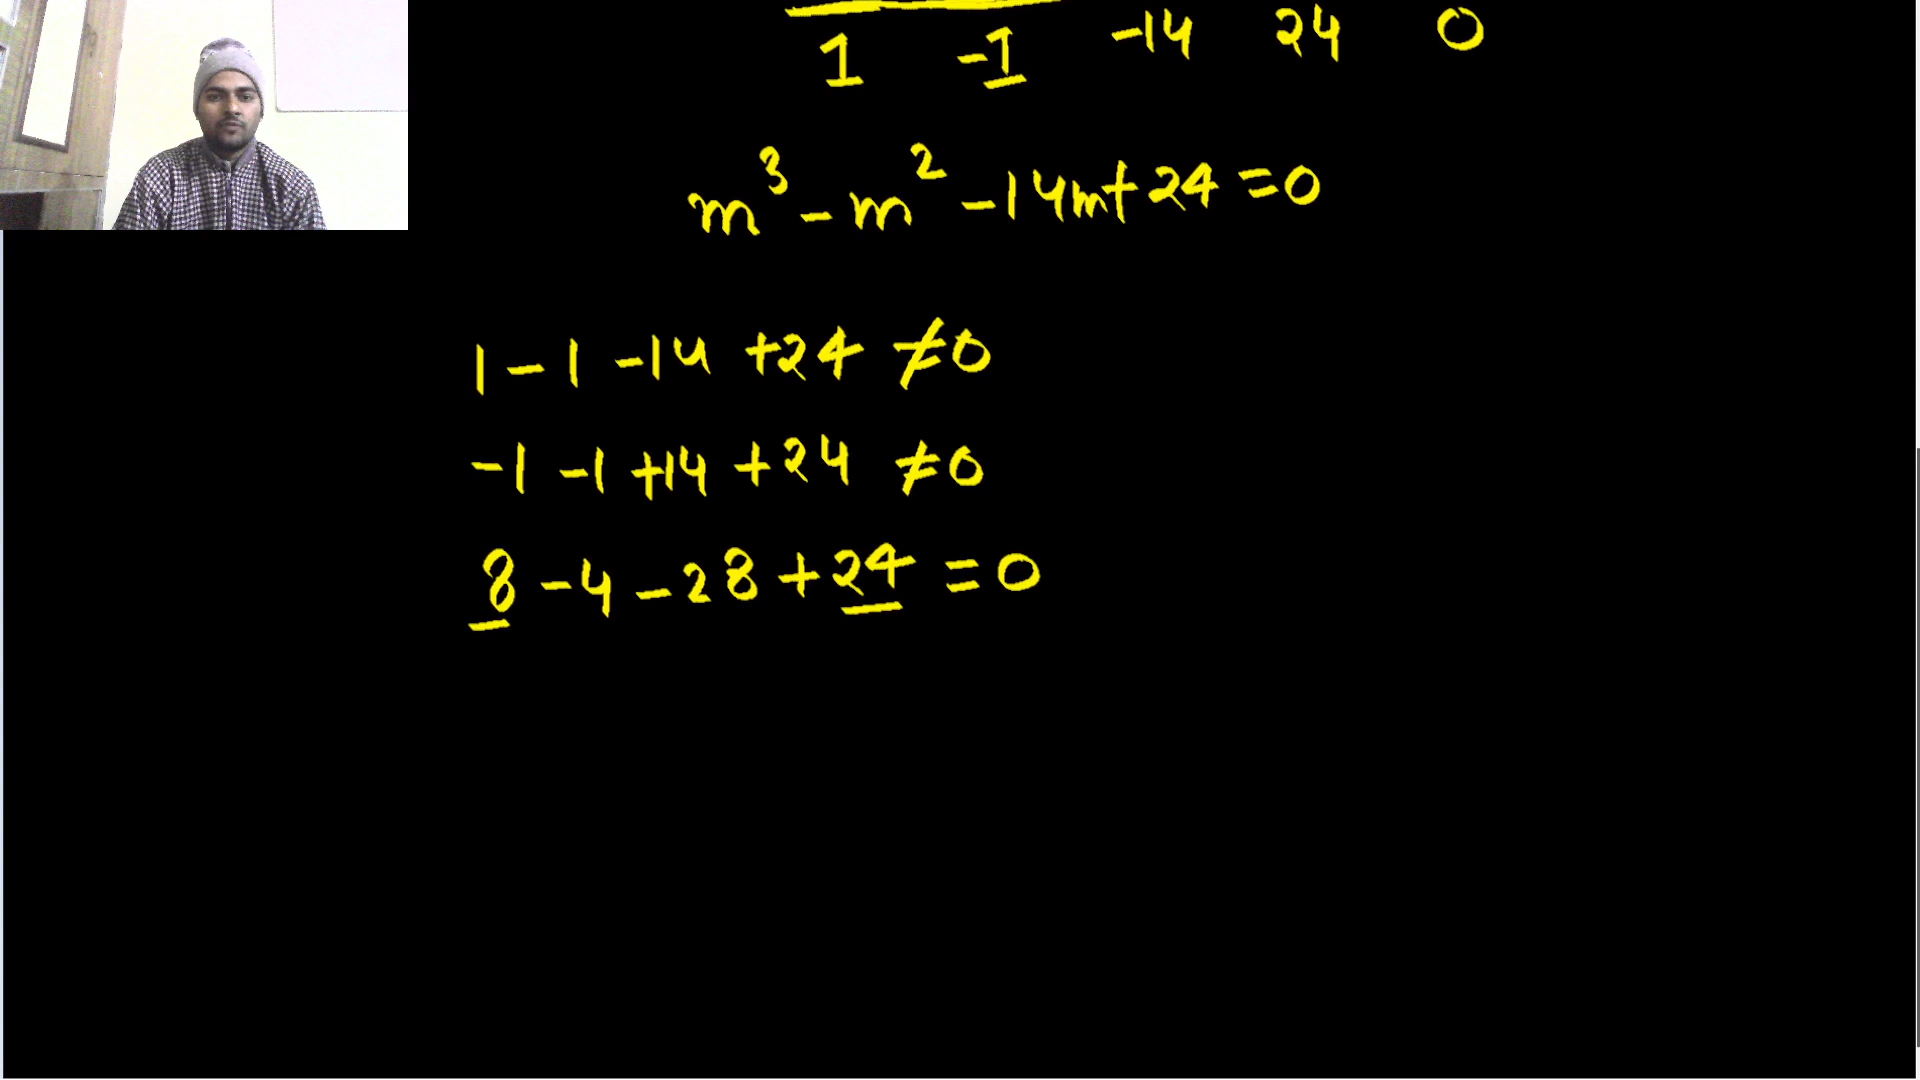 1 -1 -14 24 0
m³ - m² - 14m + 24 = 0
1 - 1 - 14 + 24 ≠ 0
-1 -1 +14 + 24 ≠ 0
8 - 4 - 28 + 24 = 0